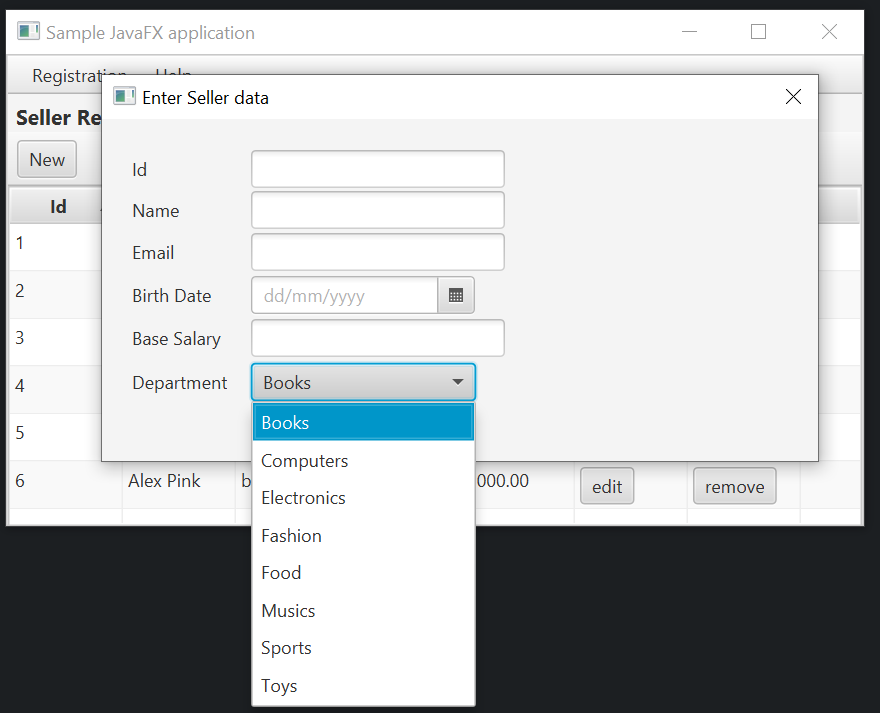 Sample JavaFX application
Registration Help
Enter Seller data
Seller Re
New
Id
Id
Name
Email
Birth Date dd/mm/yyyy
Base Salary
Department Books
1
2
3
4
5
6 Alex Pink b 000.00 edit remove
Books
Computers
Electronics
Fashion
Food
Musics
Sports
Toys